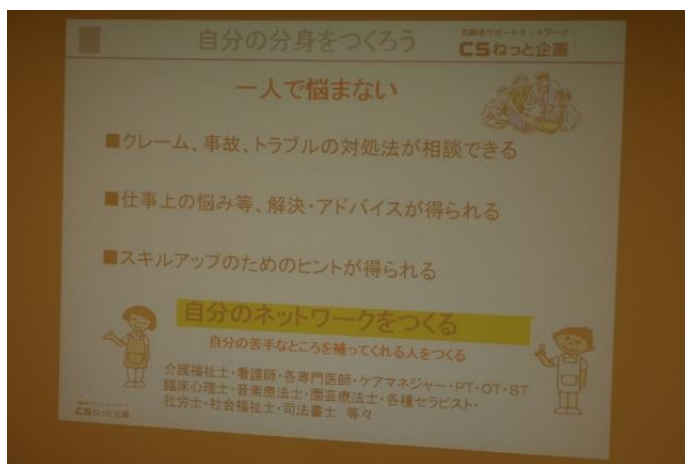 自分の分身をつくろう
高齢者サポートネットワーク
CSねっと企画
一人で悩まない
■クレーム、事故、トラブルの対処法が相談できる
■仕事上の悩み等、解決・アドバイスが得られる
■スキルアップのためのヒントが得られる
自分のネットワークをつくる
自分の苦手なところを補ってくれる人をつくる
介護福祉士・看護師・各専門医師・ケアマネジャー・PT・OT・ST
臨床心理士・音楽療法士・園芸療法士・各種セラピスト・
社労士・社会福祉士・司法書士 等々
CSねっと企画